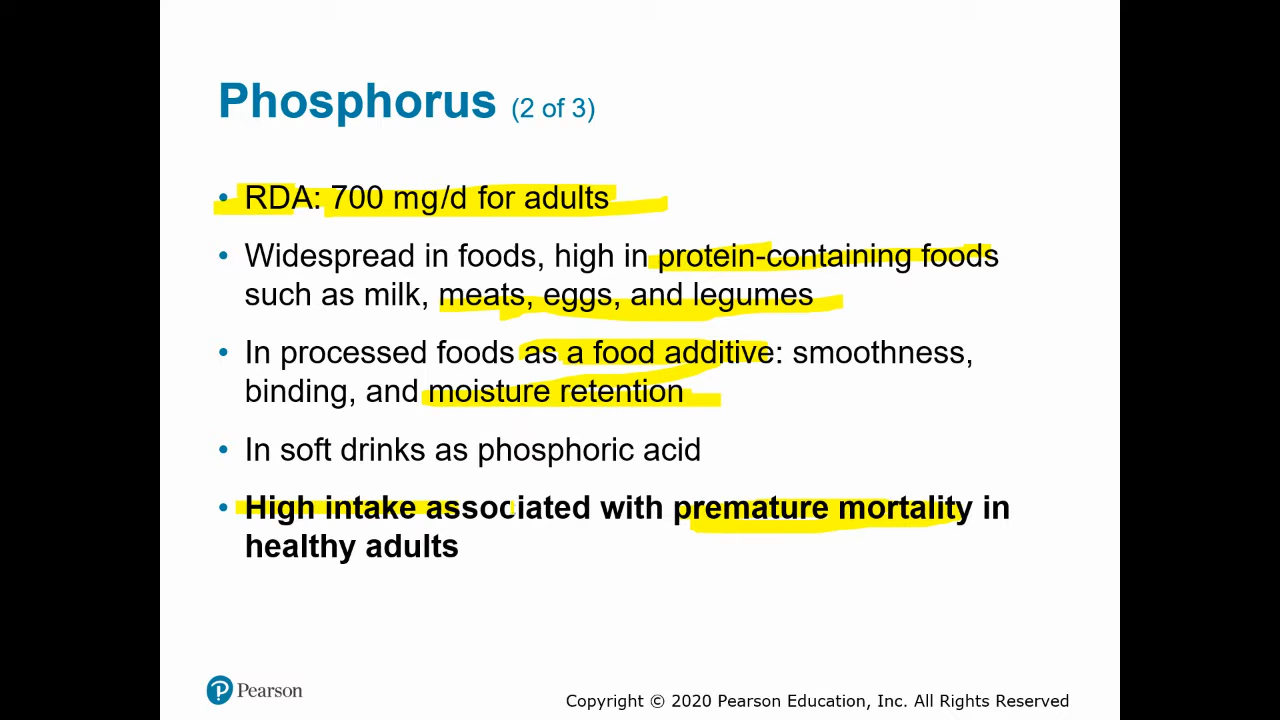 Phosphorus (2 of 3)
• RDA: 700 mg/d for adults
• Widespread in foods, high in protein-containing foods
such as milk, meats, eggs, and legumes
• In processed foods as a food additive: smoothness,
binding, and moisture retention
• In soft drinks as phosphoric acid
• High intake associated with premature mortality in
healthy adults
Pearson
Copyright © 2020 Pearson Education, Inc. All Rights Reserved